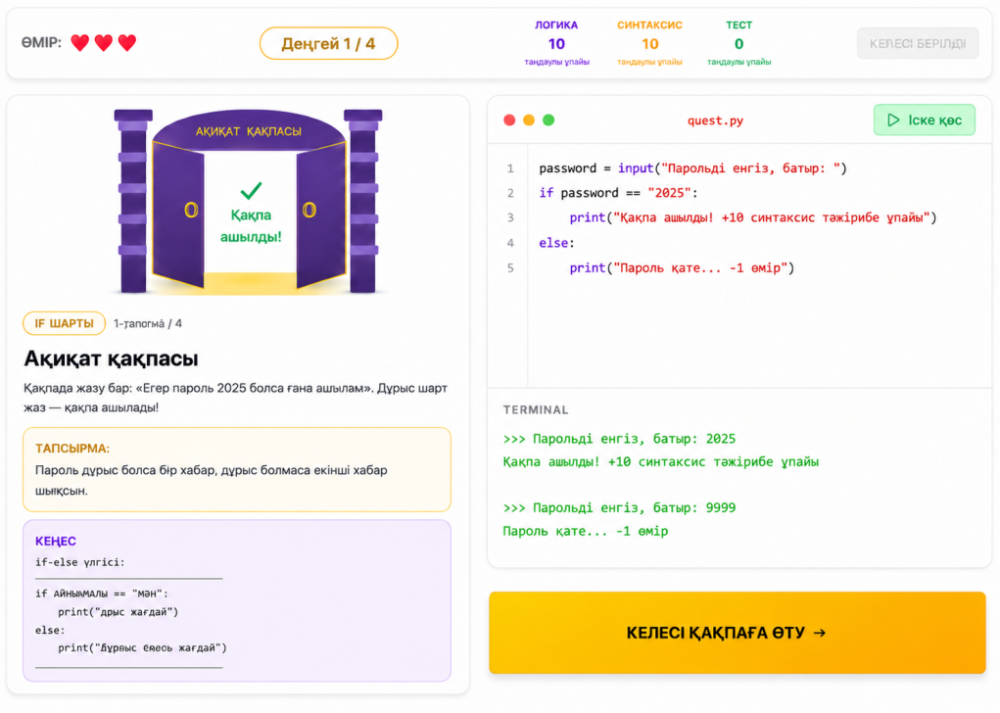 ӨМІР:
Деңгей 1 / 4
ЛОГИКА
10
таңдаулы ұпайы
СИНТАКСИС
10
таңдаулы ұпайы
ТЕСТ
0
таңдаулы ұпайы
КЕЛЕСІ БЕРІЛДІ
АҚИҚАТ ҚАҚПАСЫ
Қақпа
ашылды!
IF ШАРТЫ
1- / 4
Ақиқат қақпасы
Қақпада жазу бар: «Егер пароль 2025 болса ғана ашылам». Дұрыс шарт
жаз — қақпа ашылады!
ТАПСЫРМА:
Пароль дұрыс болса бір хабар, дұрыс болмаса екінші хабар
шықсын.
КЕҢЕС
if-else үлгісі:
if == "мән":
print("дрыс жағдай")
else:
print(" жағдай")
quest.py
Іске қос
1 password = input("Парольді енгіз, батыр: ")
2 if password == "2025":
3 print("Қақпа ашылды! +10 синтаксис тәжірибе ұпайы")
4 else:
5 print("Пароль қате... -1 өмір")
TERMINAL
>>> Парольді енгіз, батыр: 2025
Қақпа ашылды! +10 синтаксис тәжірибе ұпайы
>>> Парольді енгіз, батыр: 9999
Пароль қате... -1 өмір
КЕЛЕСІ ҚАҚПАҒА ӨТУ →